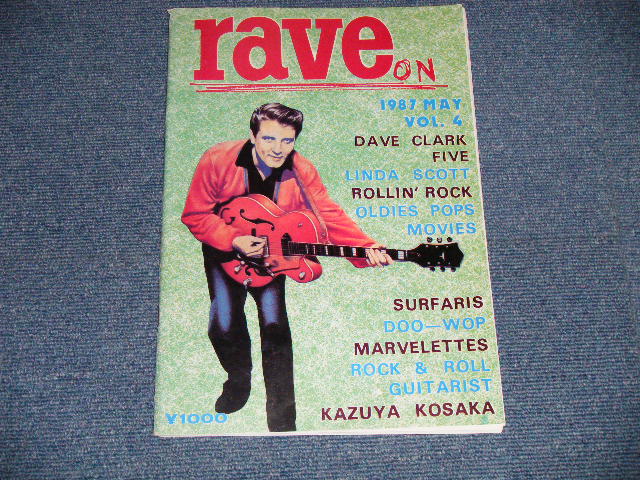 rave
ON
1987 MAY
VOL. 4
DAVE CLARK
FIVE
LINDA SCOTT
ROLLIN' ROCK
OLDIES POPS
MOVIES
SURFARIS
DOO-WOP
MARVELETTES
ROCK & ROLL
GUITARIST
KAZUYA KOSAKA
¥1000